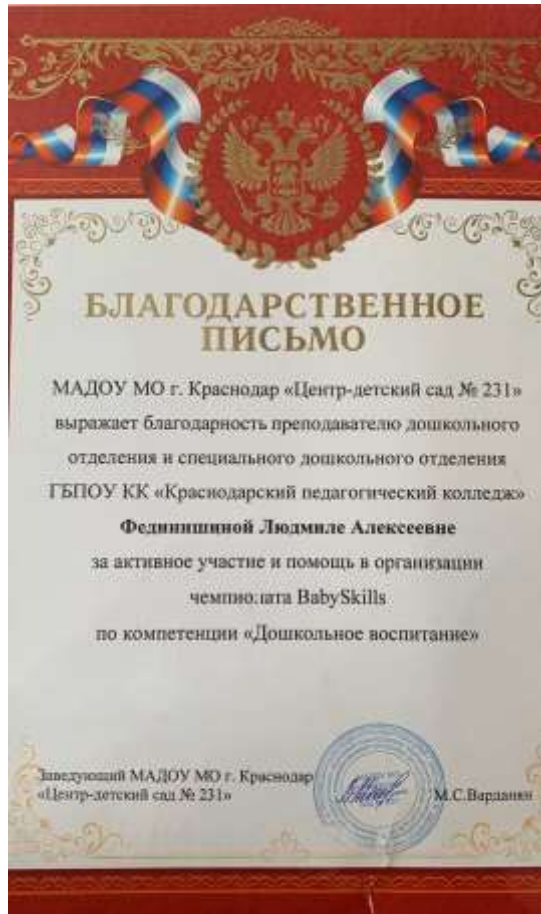 БЛАГОДАРСТВЕННОЕ
ПИСЬМО
МАДОУ МО г. Краснодар «Центр-детский сад № 231»
выражает благодарность преподавателю дошкольного
отделения и специального дошкольного отделения
ГБПОУ КК «Краснодарский педагогический колледж»
Фединишиной Людмиле Алексеевне
за активное участие и помощь в организации
чемпионата BabySkills
по компетенции «Дошкольное воспитание»
Заведующий МАДОУ МО г. Краснодар
«Центр-детский сад № 231»
М.С.Варданян